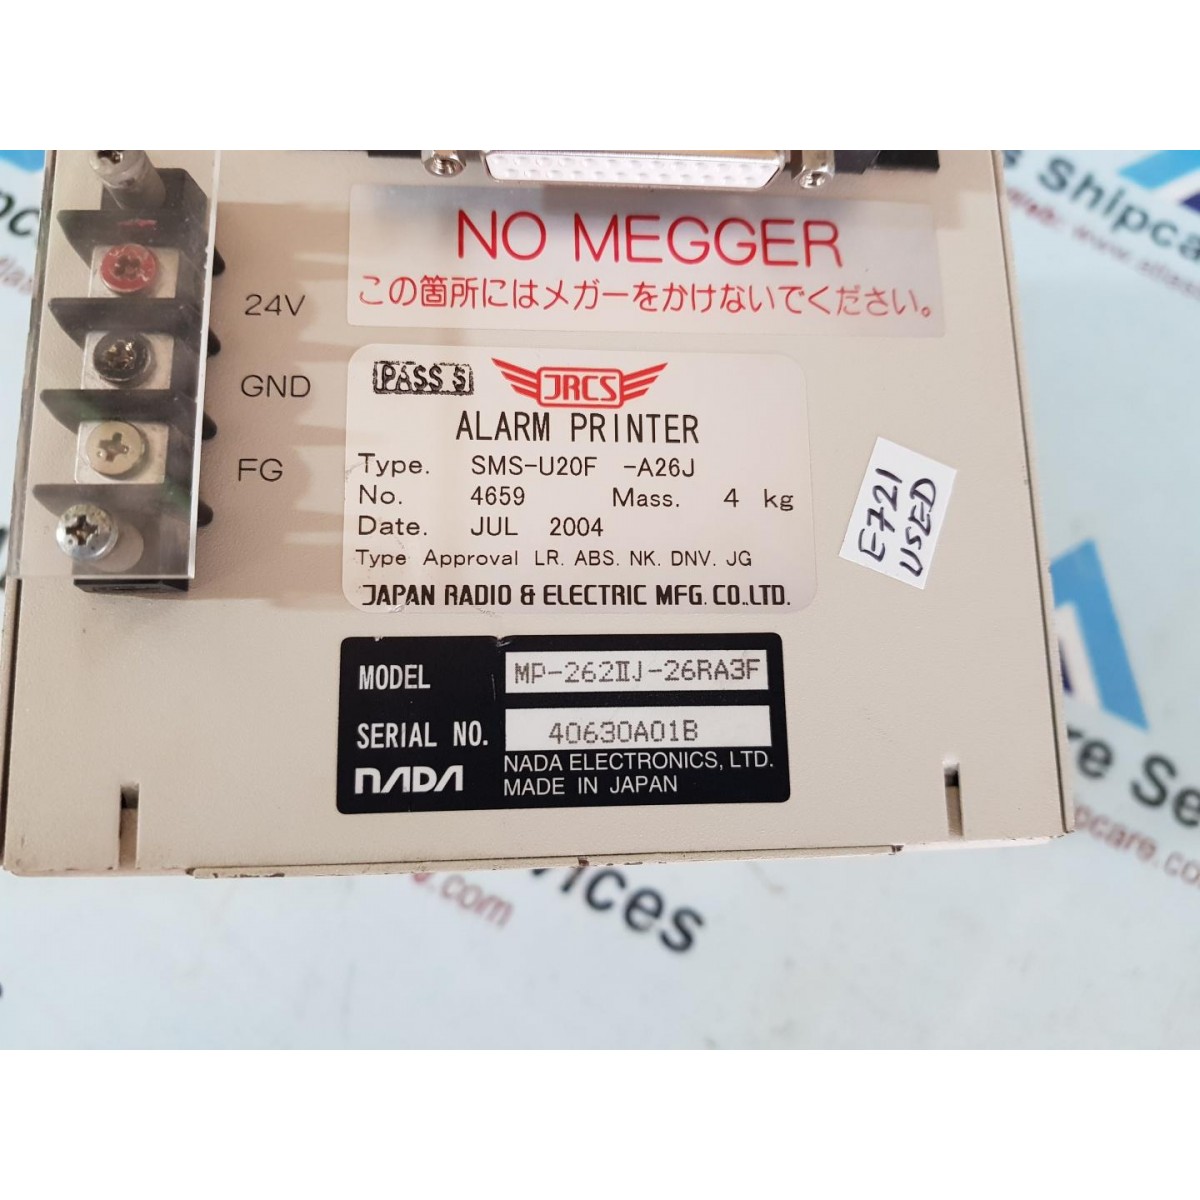 NO MEGGER
この箇所にはメガーをかけないでください。
24V
GND
FG
PASS 5
JRCS
ALARM PRINTER
Type. SMS-U20F -A26J
No. 4659 Mass. 4 kg
Date. JUL 2004
Type Approval LR. ABS. NK. DNV. JG
JAPAN RADIO & ELECTRIC MFG. CO.,LTD.
E721
USED
MODEL MP-262ⅡJ-26RA3F
SERIAL NO. 40630A01B
NADA NADA ELECTRONICS, LTD.
MADE IN JAPAN
s Shipcare